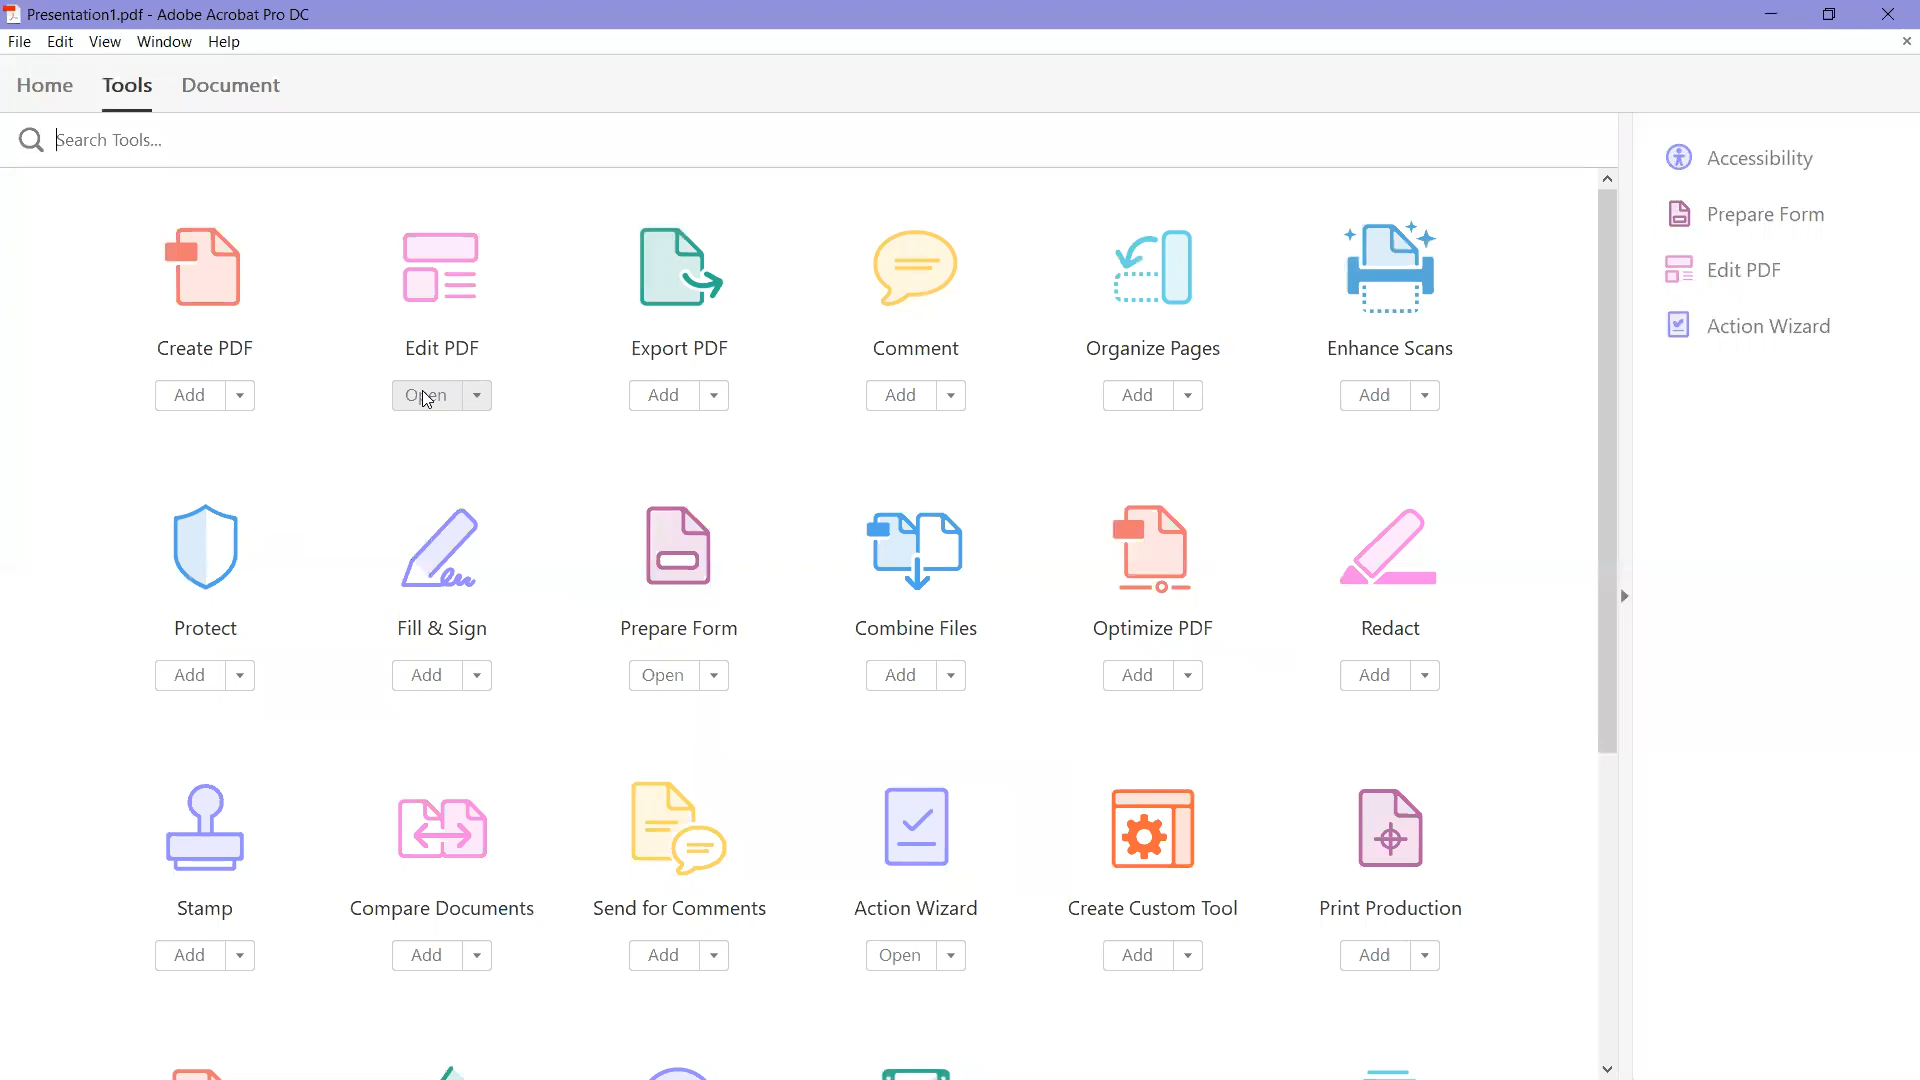 Presentation1.pdf - Adobe Acrobat Pro DC
File Edit View Window Help
Home Tools Document
Search Tools...
Accessibility
Prepare Form
Edit PDF
Action Wizard
Create PDF Edit PDF Export PDF Comment Organize Pages Enhance Scans
Add Open Add Add Add Add
Protect Fill & Sign Prepare Form Combine Files Optimize PDF Redact
Add Add Open Add Add Add
Stamp Compare Documents Send for Comments Action Wizard Create Custom Tool Print Production
Add Add Add Open Add Add